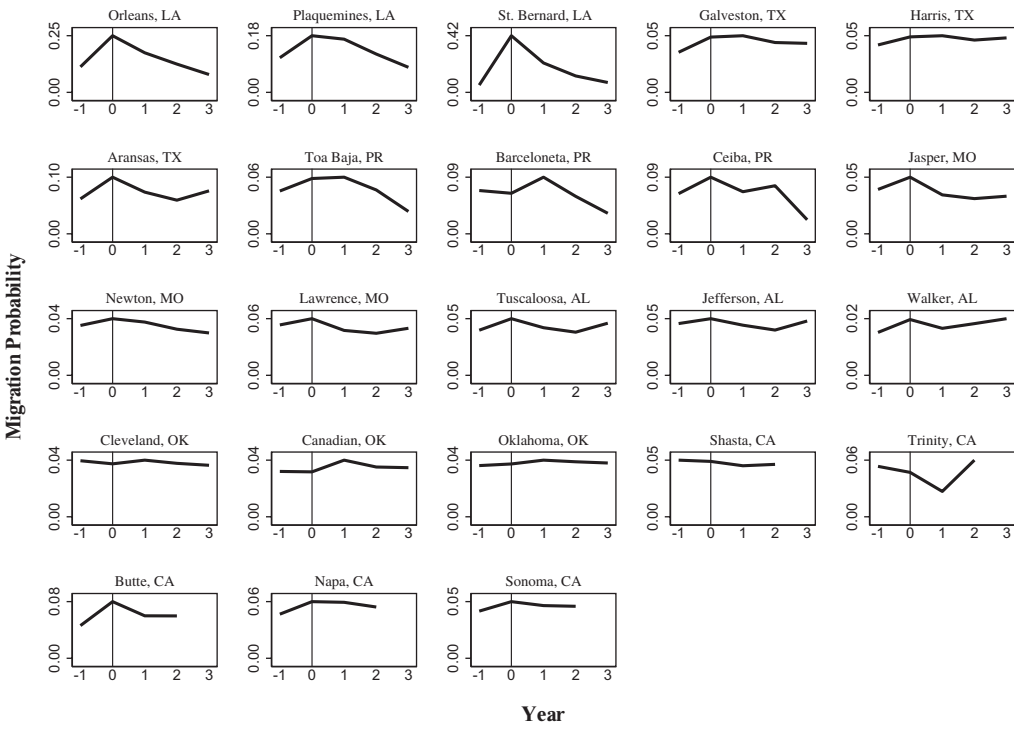 Orleans, LA Plaquemines, LA St. Bernard, LA Galveston, TX Harris, TX
0.25 0.18 0.42 0.05 0.05
0.00 0.00 0.00 0.00 0.00
-1 0 1 2 3 -1 0 1 2 3 -1 0 1 2 3 -1 0 1 2 3 -1 0 1 2 3
Aransas, TX Toa Baja, PR Barceloneta, PR Ceiba, PR Jasper, MO
0.10 0.06 0.09 0.09 0.05
0.00 0.00 0.00 0.00 0.00
-1 0 1 2 3 -1 0 1 2 3 -1 0 1 2 3 -1 0 1 2 3 -1 0 1 2 3
Migration Probability
Newton, MO Lawrence, MO Tuscaloosa, AL Jefferson, AL Walker, AL
0.04 0.06 0.05 0.05 0.02
0.00 0.00 0.00 0.00 0.00
-1 0 1 2 3 -1 0 1 2 3 -1 0 1 2 3 -1 0 1 2 3 -1 0 1 2 3
Cleveland, OK Canadian, OK Oklahoma, OK Shasta, CA Trinity, CA
0.04 0.04 0.04 0.05 0.06
0.00 0.00 0.00 0.00 0.00
-1 0 1 2 3 -1 0 1 2 3 -1 0 1 2 3 -1 0 1 2 3 -1 0 1 2 3
Butte, CA Napa, CA Sonoma, CA
0.08 0.06 0.05
0.00 0.00 0.00
-1 0 1 2 3 -1 0 1 2 3 -1 0 1 2 3
Year